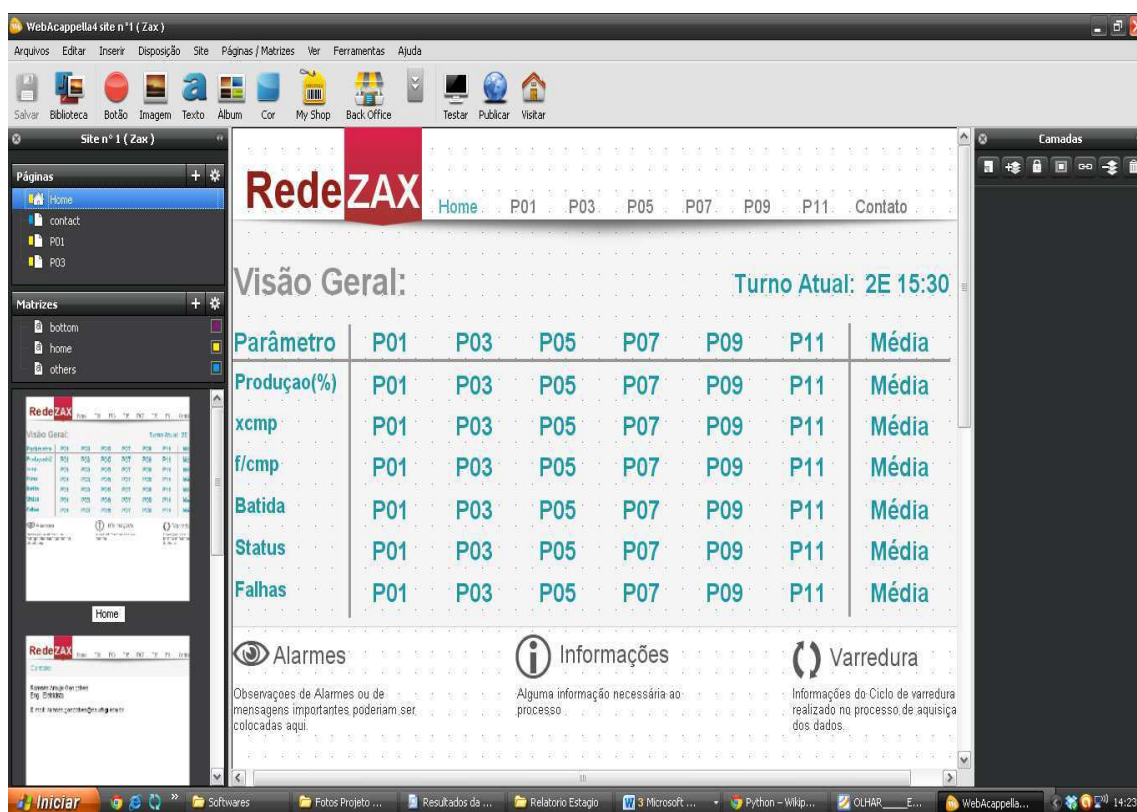 WebAcappella4 site n°1 ( Zax )
Arquivos Editar Inserir Disposição Site Páginas / Matrizes Ver Ferramentas Ajuda
Salvar Biblioteca Botão Imagem Texto Álbum Cor My Shop Back Office Testar Publicar Visitar
Site n° 1 ( Zax )
Páginas
Home
contact
P01
P03
Matrizes
bottom
home
others
RedeZAX
Visão Geral:
Home
RedeZAX
Contato
RedeZAX
Home P01 P03 P05 P07 P09 P11 Contato
Visão Geral: Turno Atual: 2E 15:30
Parâmetro P01 P03 P05 P07 P09 P11 Média
Produçao(%) P01 P03 P05 P07 P09 P11 Média
xcmp P01 P03 P05 P07 P09 P11 Média
f/cmp P01 P03 P05 P07 P09 P11 Média
Batida P01 P03 P05 P07 P09 P11 Média
Status P01 P03 P05 P07 P09 P11 Média
Falhas P01 P03 P05 P07 P09 P11 Média
Alarmes
Observaçoes de Alarmes ou de
mensagens importantes poderiam ser
colocadas aqui.
Informações
Alguma informação necessária ao
processo
Varredura
Informações do Ciclo de varredura
realizado no processo de aquisiça
dos dados.
Camadas
Iniciar Softwares Fotos Projeto ... Resultados da ... Relatorio Estagio 3 Microsoft ... Python – Wikip... OLHAR____E... WebAcappella... 14:23